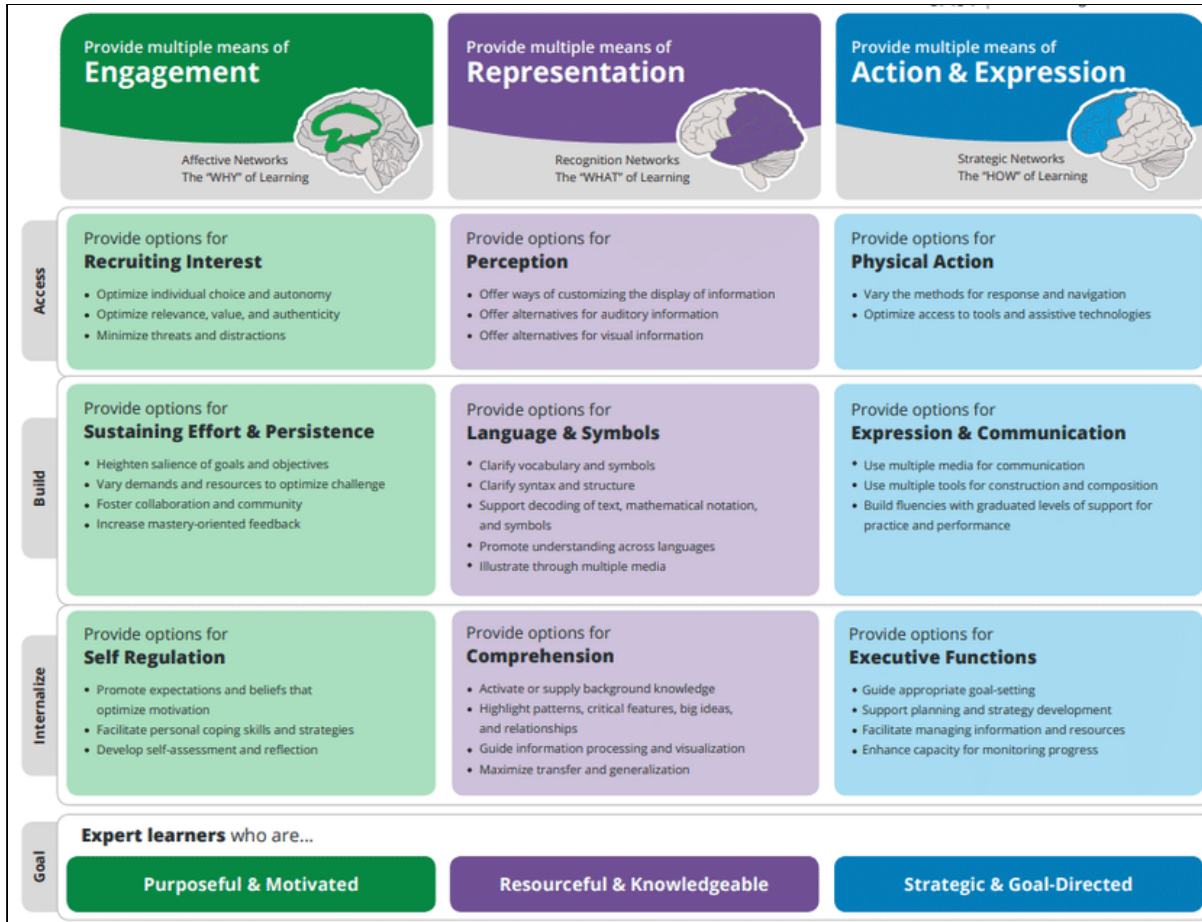 Provide multiple means of
Engagement
Affective Networks
The "WHY" of Learning
Provide multiple means of
Representation
Recognition Networks
The "WHAT" of Learning
Provide multiple means of
Action & Expression
Strategic Networks
The "HOW" of Learning
Access
Provide options for
Recruiting Interest
• Optimize individual choice and autonomy
• Optimize relevance, value, and authenticity
• Minimize threats and distractions
Provide options for
Perception
• Offer ways of customizing the display of information
• Offer alternatives for auditory information
• Offer alternatives for visual information
Provide options for
Physical Action
• Vary the methods for response and navigation
• Optimize access to tools and assistive technologies
Build
Provide options for
Sustaining Effort & Persistence
• Heighten salience of goals and objectives
• Vary demands and resources to optimize challenge
• Foster collaboration and community
• Increase mastery-oriented feedback
Provide options for
Language & Symbols
• Clarify vocabulary and symbols
• Clarify syntax and structure
• Support decoding of text, mathematical notation,
and symbols
• Promote understanding across languages
• Illustrate through multiple media
Provide options for
Expression & Communication
• Use multiple media for communication
• Use multiple tools for construction and composition
• Build fluencies with graduated levels of support for
practice and performance
Internalize
Provide options for
Self Regulation
• Promote expectations and beliefs that
optimize motivation
• Facilitate personal coping skills and strategies
• Develop self-assessment and reflection
Provide options for
Comprehension
• Activate or supply background knowledge
• Highlight patterns, critical features, big ideas,
and relationships
• Guide information processing and visualization
• Maximize transfer and generalization
Provide options for
Executive Functions
• Guide appropriate goal-setting
• Support planning and strategy development
• Facilitate managing information and resources
• Enhance capacity for monitoring progress
Goal
Expert learners who are...
Purposeful & Motivated
Resourceful & Knowledgeable
Strategic & Goal-Directed